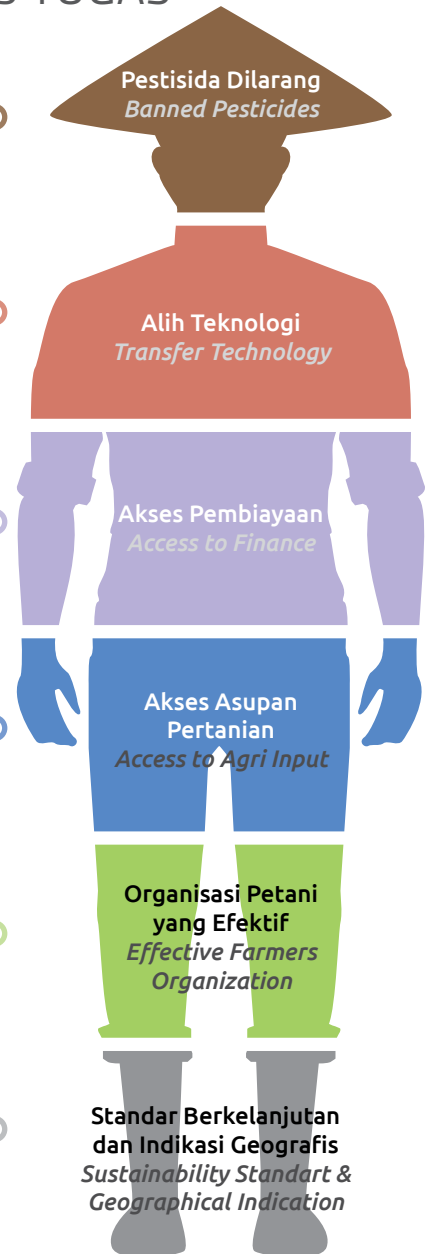 TUGAS
Pestisida Dilarang
Banned Pesticides
Alih Teknologi
Transfer Technology
Akses Pembiayaan
Access to Finance
Akses Asupan
Pertanian
Access to Agri Input
Organisasi Petani
yang Efektif
Effective Farmers
Organization
Standar Berkelanjutan
dan Indikasi Geografis
Sustainability Standart &
Geographical Indication